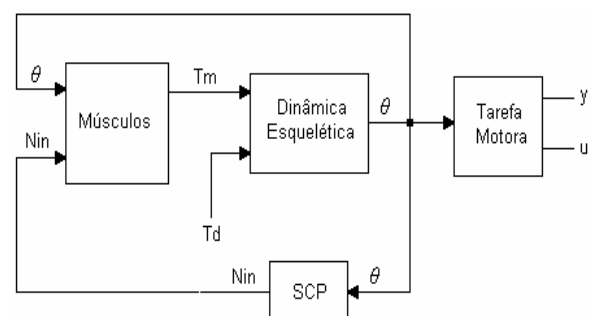 θ
Tm
θ
Músculos
Dinâmica
Esquelética
Tarefa
Motora
y
u
Nin
Td
Nin
SCP
θ